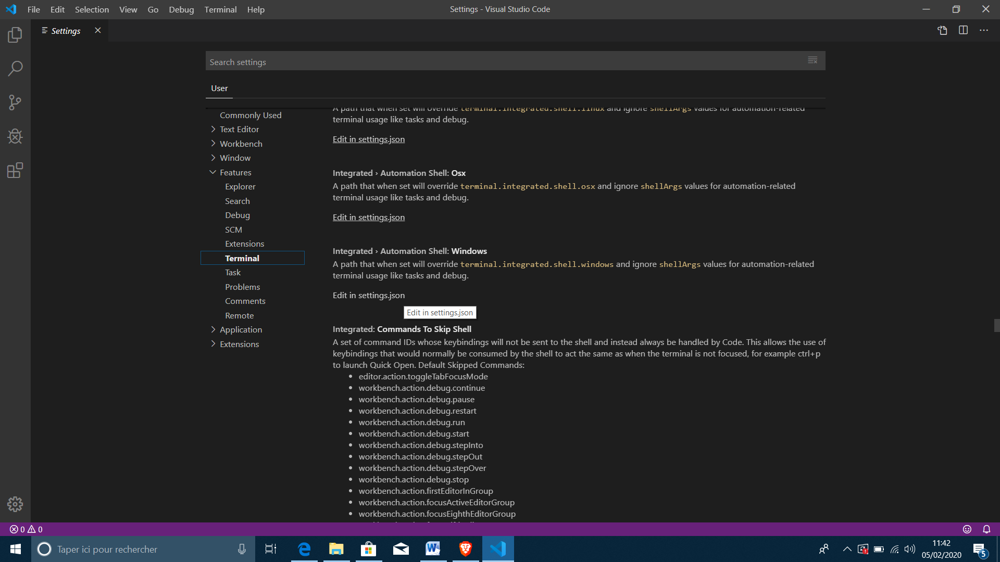 File Edit Selection View Go Debug Terminal Help
Settings - Visual Studio Code
Settings
Search settings
User
Commonly Used
Text Editor
Workbench
Window
Features
Explorer
Search
Debug
SCM
Extensions
Terminal
Task
Problems
Comments
Remote
Application
Extensions
A path that when set will override terminal.integrated.shell.linux and ignore shellArgs values for automation-related
terminal usage like tasks and debug.
Edit in settings.json
Integrated › Automation Shell: Osx
A path that when set will override terminal.integrated.shell.osx and ignore shellArgs values for automation-related
terminal usage like tasks and debug.
Edit in settings.json
Integrated › Automation Shell: Windows
A path that when set will override terminal.integrated.shell.windows and ignore shellArgs values for automation-related
terminal usage like tasks and debug.
Edit in settings.json
Edit in settings.json
Integrated: Commands To Skip Shell
A set of command IDs whose keybindings will not be sent to the shell and instead always be handled by Code. This allows the use of
keybindings that would normally be consumed by the shell to act the same as when the terminal is not focused, for example ctrl+p
to launch Quick Open. Default Skipped Commands:
• editor.action.toggleTabFocusMode
• workbench.action.debug.continue
• workbench.action.debug.pause
• workbench.action.debug.restart
• workbench.action.debug.run
• workbench.action.debug.start
• workbench.action.debug.stepInto
• workbench.action.debug.stepOut
• workbench.action.debug.stepOver
• workbench.action.debug.stop
• workbench.action.firstEditorInGroup
• workbench.action.focusActiveEditorGroup
• workbench.action.focusEighthEditorGroup
0 0
Taper ici pour rechercher
11:42
05/02/2020
5